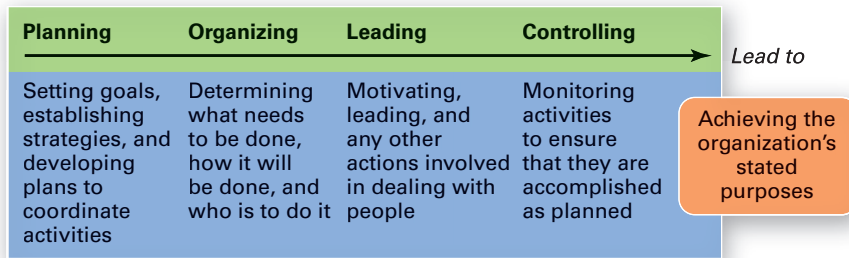 Planning
Organizing
Leading
Controlling
Lead to
Setting goals,
establishing
strategies, and
developing
plans to
coordinate
activities
Determining
what needs
to be done,
how it will
be done, and
who is to do it
Motivating,
leading, and
any other
actions involved
in dealing with
people
Monitoring
activities
to ensure
that they are
accomplished
as planned
Achieving the
organization's
stated
purposes